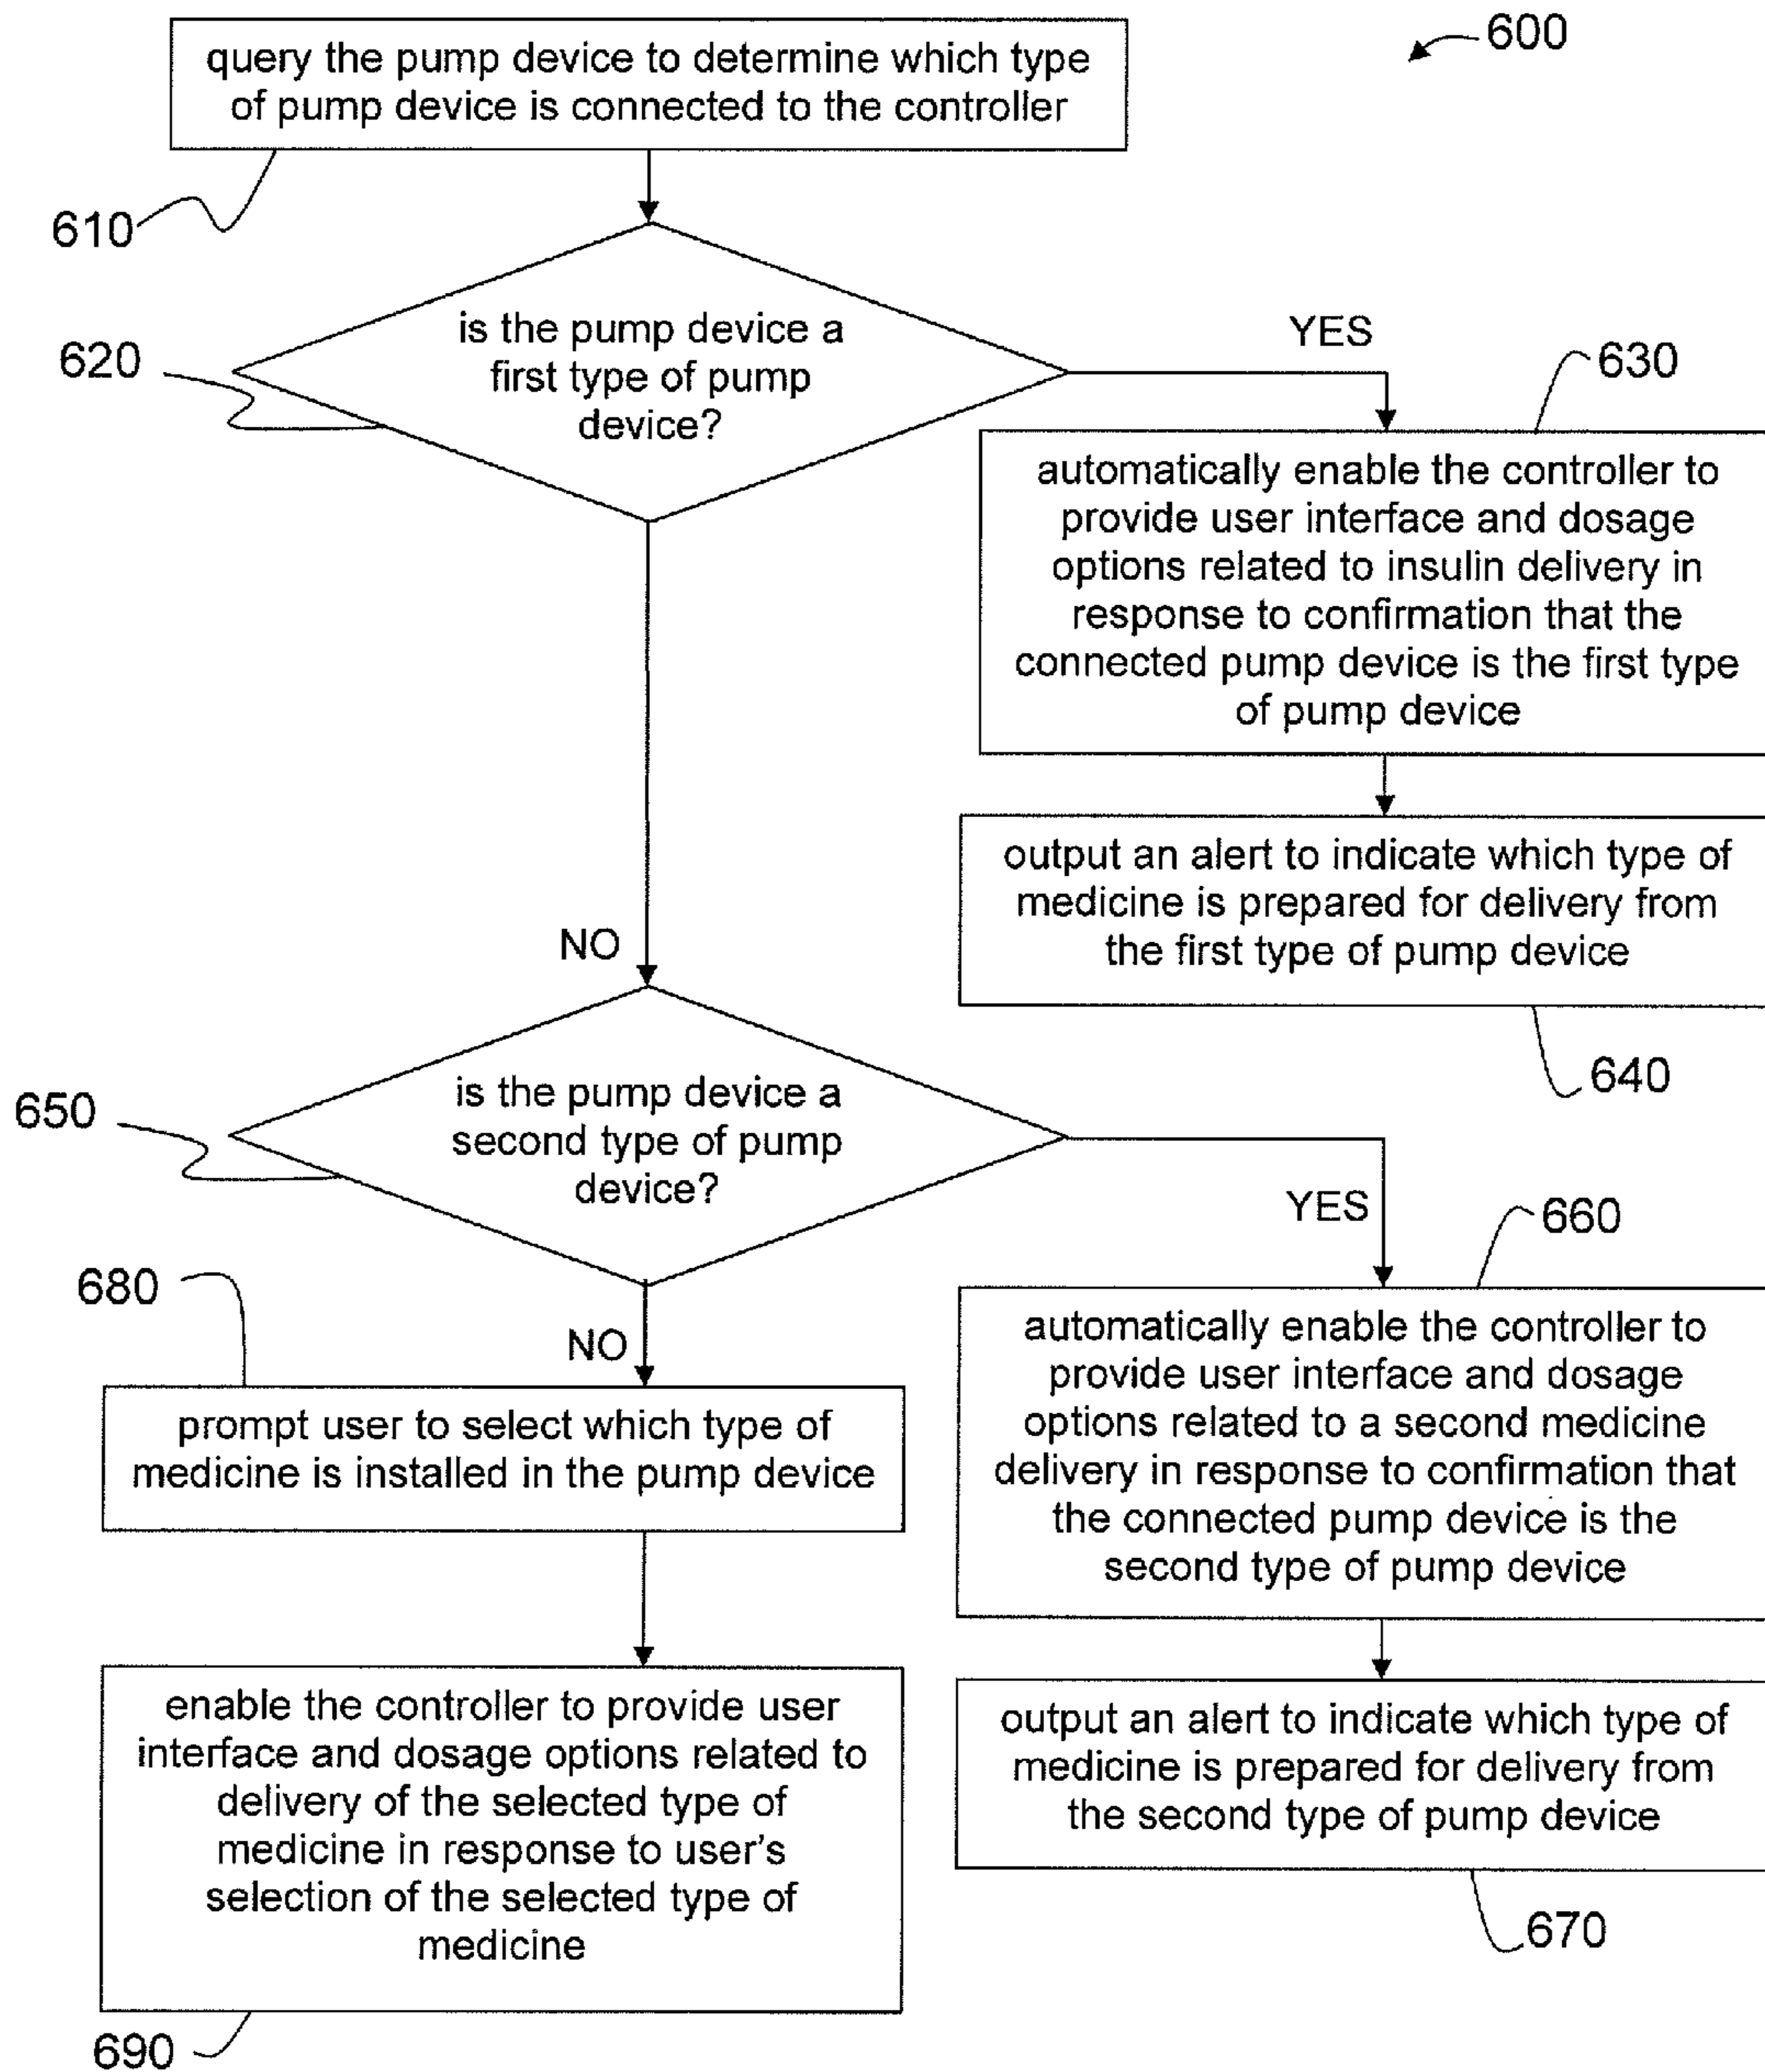 600
query the pump device to determine which type
of pump device is connected to the controller
610
is the pump device a
first type of pump
device?
620
YES
630
automatically enable the controller to
provide user interface and dosage
options related to insulin delivery in
response to confirmation that the
connected pump device is the first type
of pump device
output an alert to indicate which type of
medicine is prepared for delivery from
the first type of pump device
640
NO
is the pump device a
second type of pump
device?
650
YES
660
automatically enable the controller to
provide user interface and dosage
options related to a second medicine
delivery in response to confirmation that
the connected pump device is the
second type of pump device
output an alert to indicate which type of
medicine is prepared for delivery from
the second type of pump device
670
680
NO
prompt user to select which type of
medicine is installed in the pump device
enable the controller to provide user
interface and dosage options related to
delivery of the selected type of
medicine in response to user's
selection of the selected type of
medicine
690